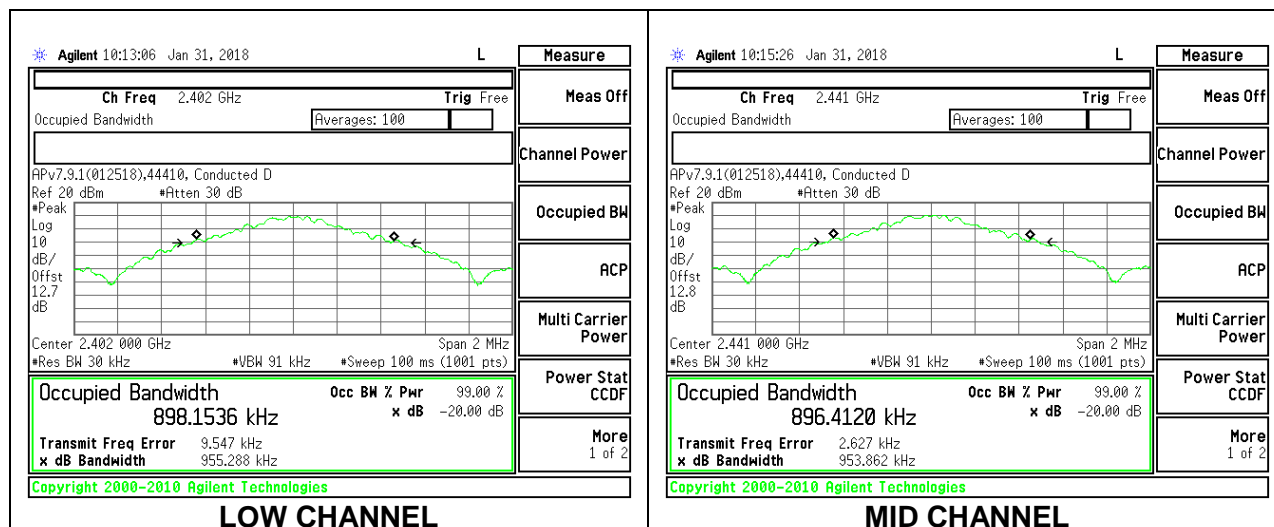 Agilent 10:13:06 Jan 31, 2018 L
Measure
Ch Freq 2.402 GHz Trig Free
Occupied Bandwidth Averages: 100
APv7.9.1(012518),44410, Conducted D
Ref 20 dBm #Atten 30 dB
#Peak
Log
10
dB/
Offst
12.7
dB
Center 2.402 000 GHz Span 2 MHz
#Res BW 30 kHz #VBW 91 kHz #Sweep 100 ms (1001 pts)
Occupied Bandwidth Occ BW % Pwr 99.00 %
898.1536 kHz x dB -20.00 dB
Transmit Freq Error 9.547 kHz
x dB Bandwidth 955.288 kHz
Copyright 2000-2010 Agilent Technologies
Meas Off
Channel Power
Occupied BW
ACP
Multi Carrier
Power
Power Stat
CCDF
More
1 of 2
LOW CHANNEL
Agilent 10:15:26 Jan 31, 2018 L
Measure
Ch Freq 2.441 GHz Trig Free
Occupied Bandwidth Averages: 100
APv7.9.1(012518),44410, Conducted D
Ref 20 dBm #Atten 30 dB
#Peak
Log
10
dB/
Offst
12.8
dB
Center 2.441 000 GHz Span 2 MHz
#Res BW 30 kHz #VBW 91 kHz #Sweep 100 ms (1001 pts)
Occupied Bandwidth Occ BW % Pwr 99.00 %
896.4120 kHz x dB -20.00 dB
Transmit Freq Error 2.627 kHz
x dB Bandwidth 953.862 kHz
Copyright 2000-2010 Agilent Technologies
Meas Off
Channel Power
Occupied BW
ACP
Multi Carrier
Power
Power Stat
CCDF
More
1 of 2
MID CHANNEL